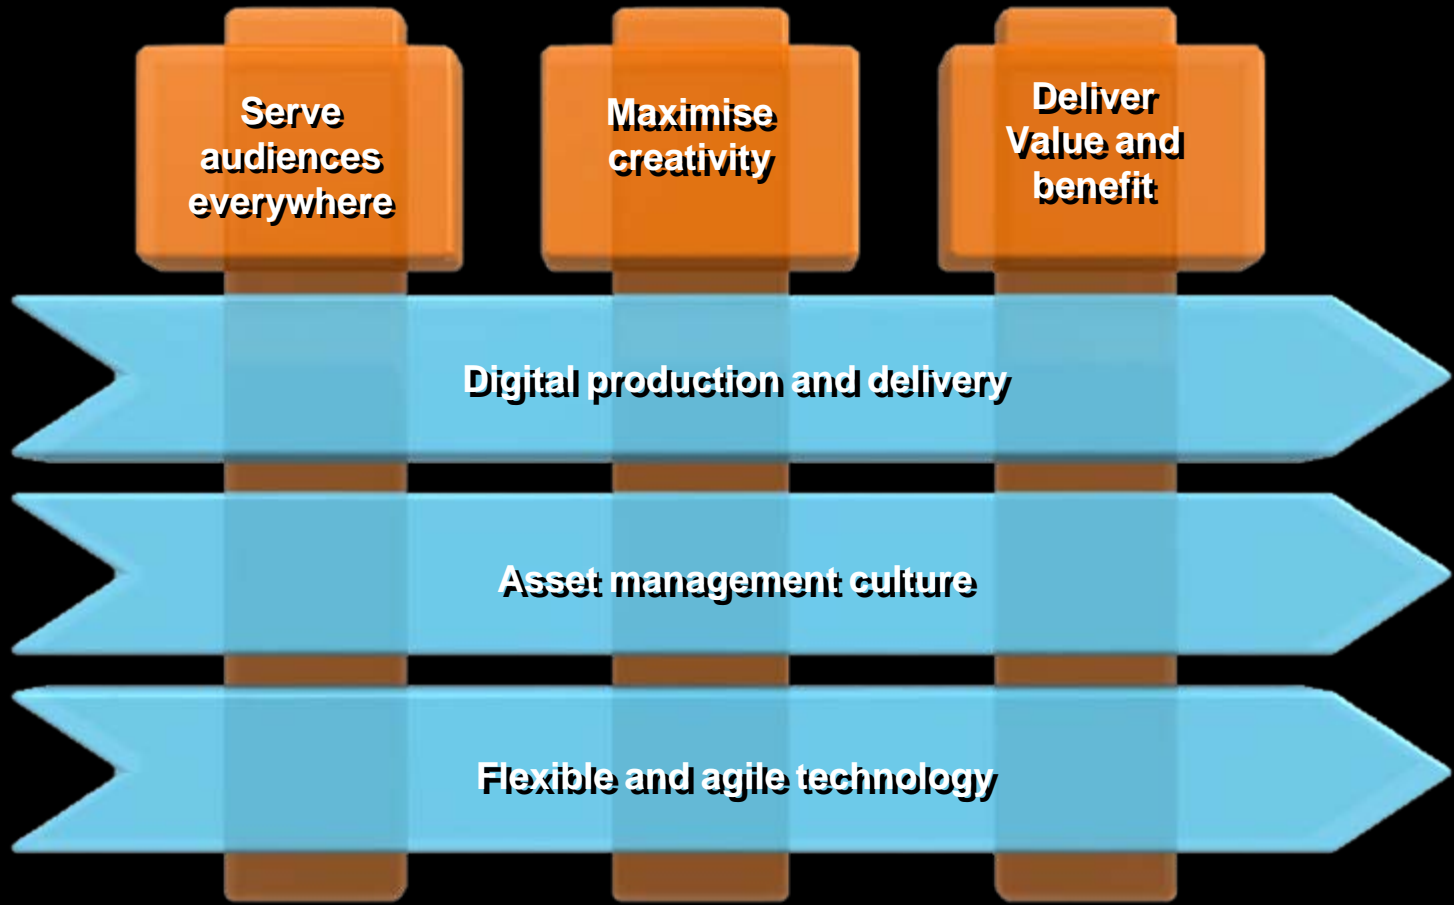 Serve
audiences
everywhere
Maximise
creativity
Deliver
Value and
benefit
Digital production and delivery
Asset management culture
Flexible and agile technology